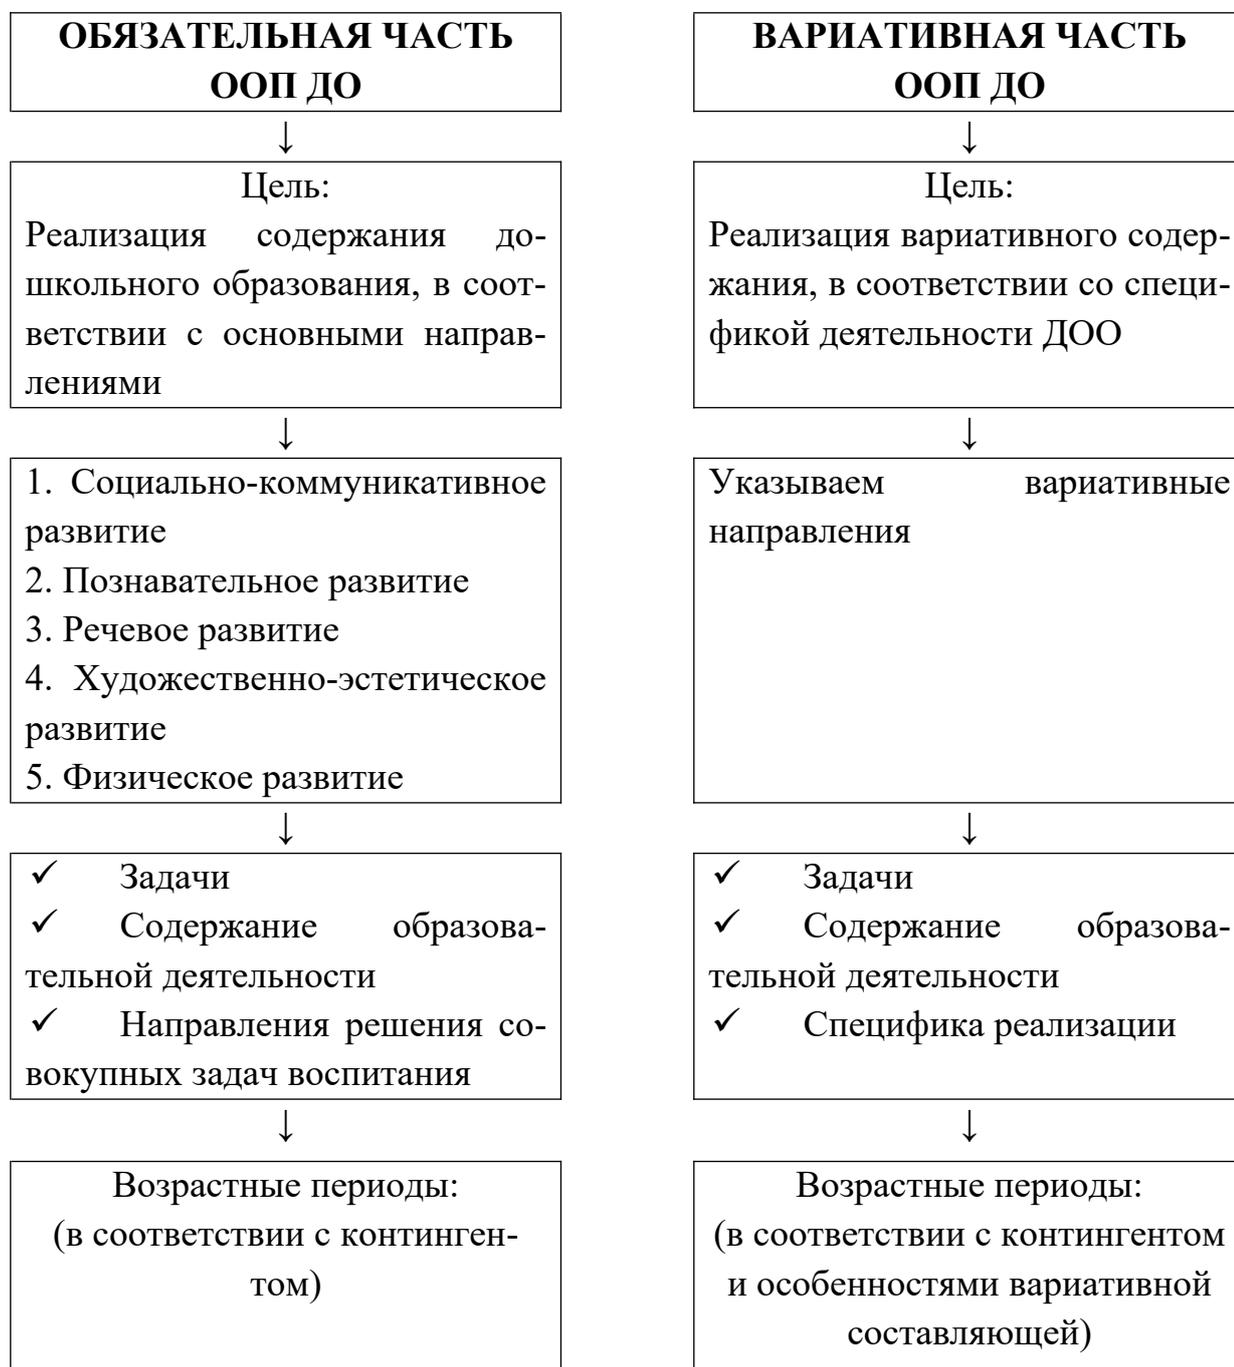 ОБЯЗАТЕЛЬНАЯ ЧАСТЬ
ООП ДО
↓
Цель:
Реализация содержания до-
школьного образования, в соот-
ветствии с основными направ-
лениями
↓
1. Социально-коммуникативное
развитие
2. Познавательное развитие
3. Речевое развитие
4. Художественно-эстетическое
развитие
5. Физическое развитие
↓
✓ Задачи
✓ Содержание образова-
тельной деятельности
✓ Направления решения со-
вокупных задач воспитания
↓
Возрастные периоды:
(в соответствии с континген-
том)
ВАРИАТИВНАЯ ЧАСТЬ
ООП ДО
↓
Цель:
Реализация вариативного содер-
жания, в соответствии со специ-
фикой деятельности ДОО
↓
Указываем вариативные
направления
↓
✓ Задачи
✓ Содержание образова-
тельной деятельности
✓ Специфика реализации
↓
Возрастные периоды:
(в соответствии с контингентом
и особенностями вариативной
составляющей)